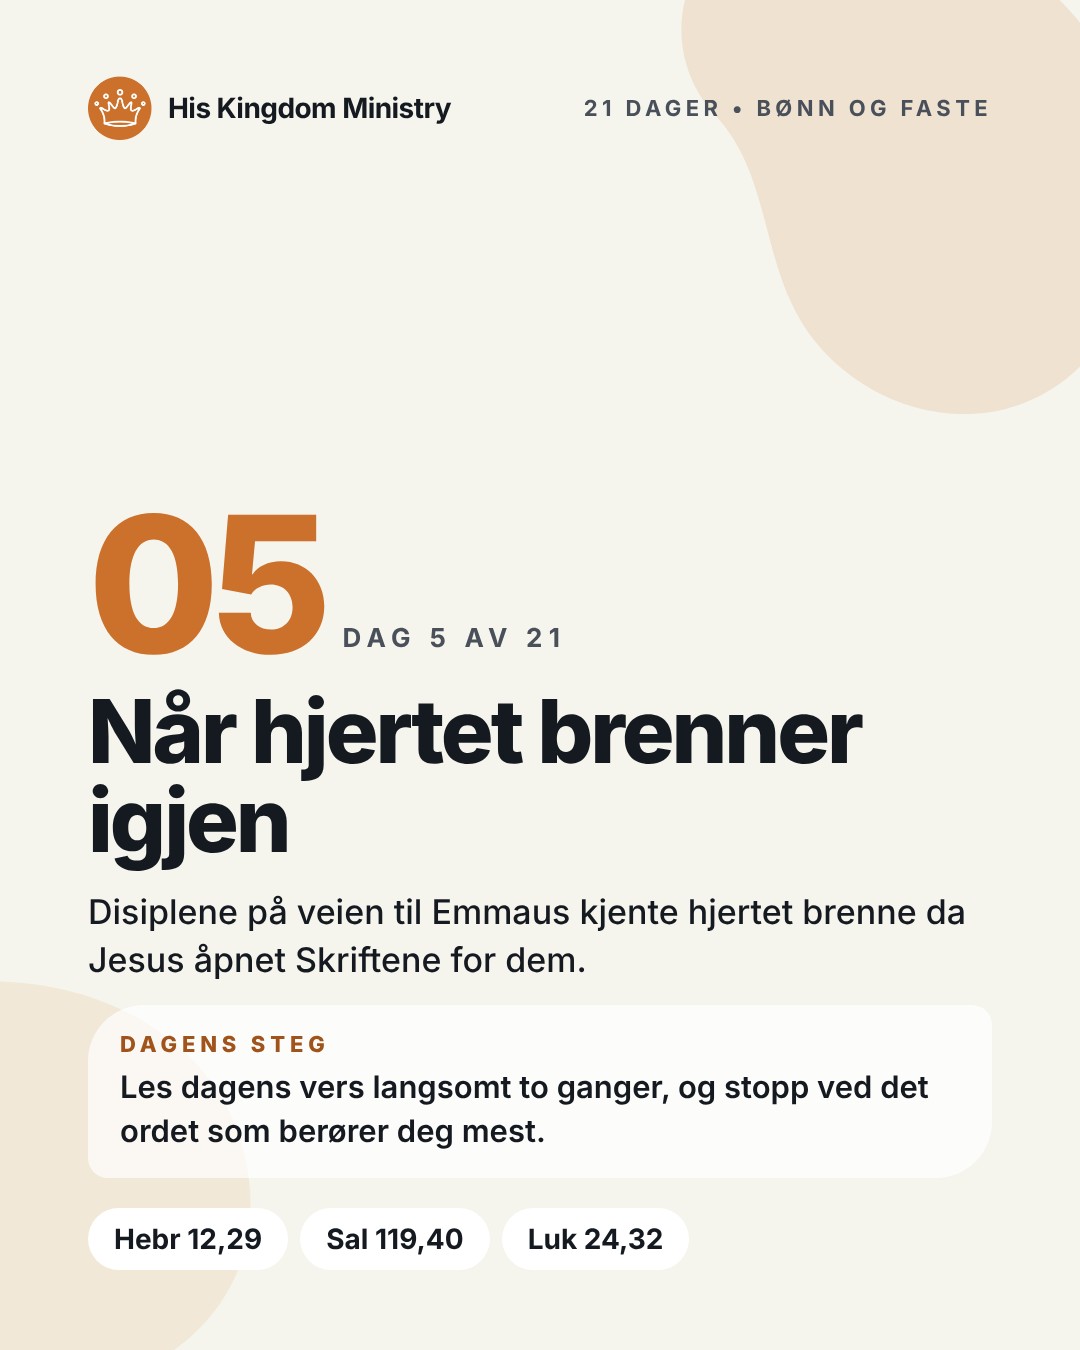 His Kingdom Ministry
21 DAGER • BØNN OG FASTE
05
DAG 5 AV 21
Når hjertet brenner
igjen
Disiplene på veien til Emmaus kjente hjertet brenne da
Jesus åpnet Skriftene for dem.
DAGENS STEG
Les dagens vers langsomt to ganger, og stopp ved det
ordet som berører deg mest.
Hebr 12,29
Sal 119,40
Luk 24,32